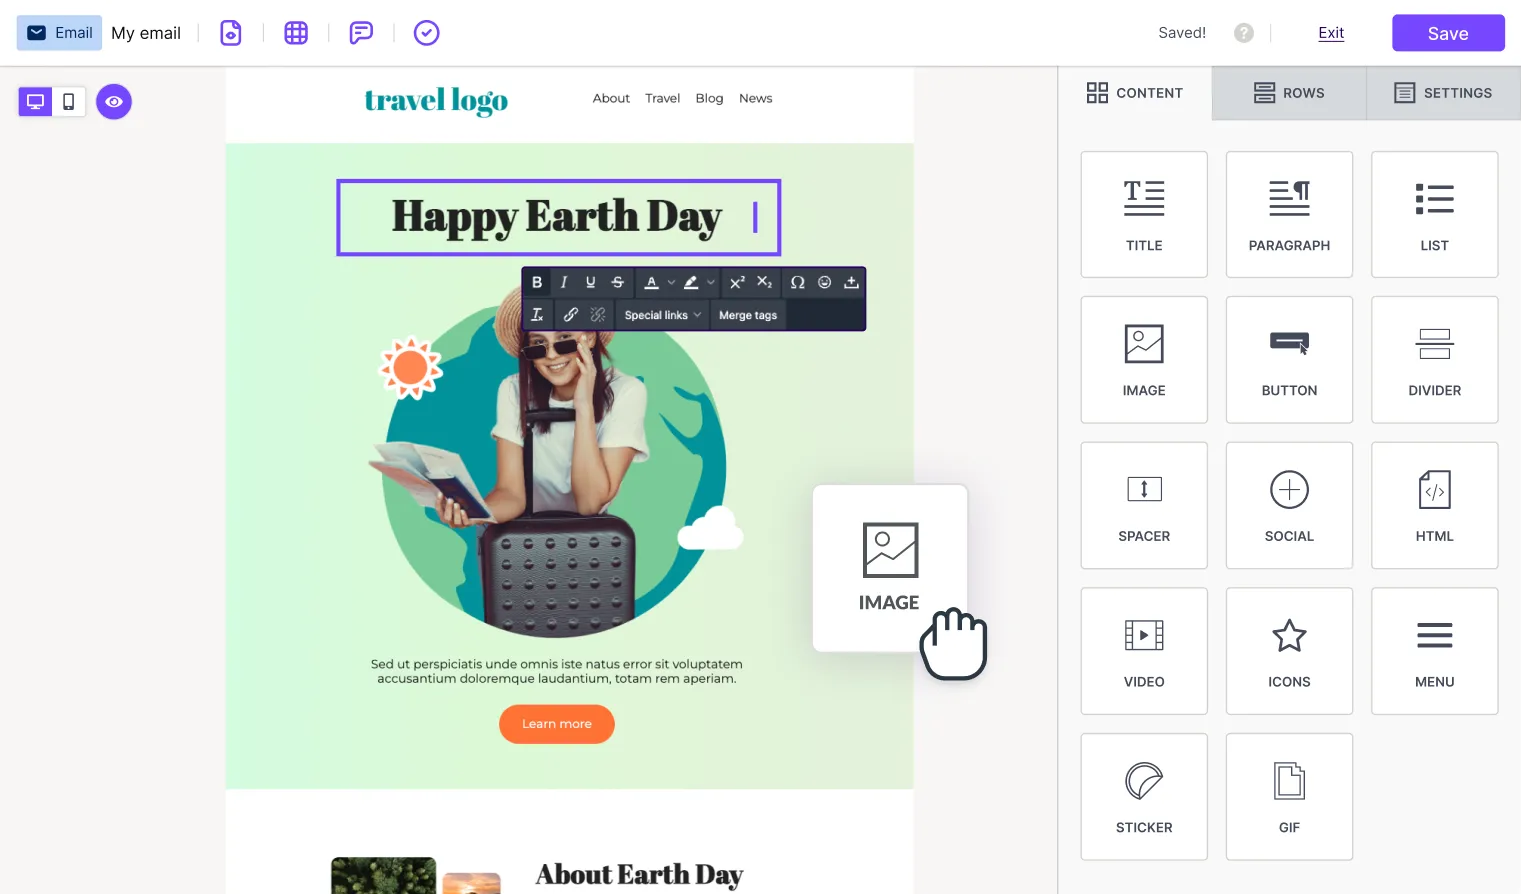 Email
My email
Saved!
?
Exit
Save
CONTENT
ROWS
SETTINGS
travel logo
About Travel Blog News
Happy Earth Day
B I U S A X² X₂ Ω
Tx Special links Merge tags
Sed ut perspiciatis unde omnis iste natus error sit voluptatem
accusantium doloremque laudantium, totam rem aperiam.
Learn more
About Earth Day
IMAGE
TITLE
PARAGRAPH
LIST
IMAGE
BUTTON
DIVIDER
SPACER
SOCIAL
HTML
VIDEO
ICONS
MENU
STICKER
GIF